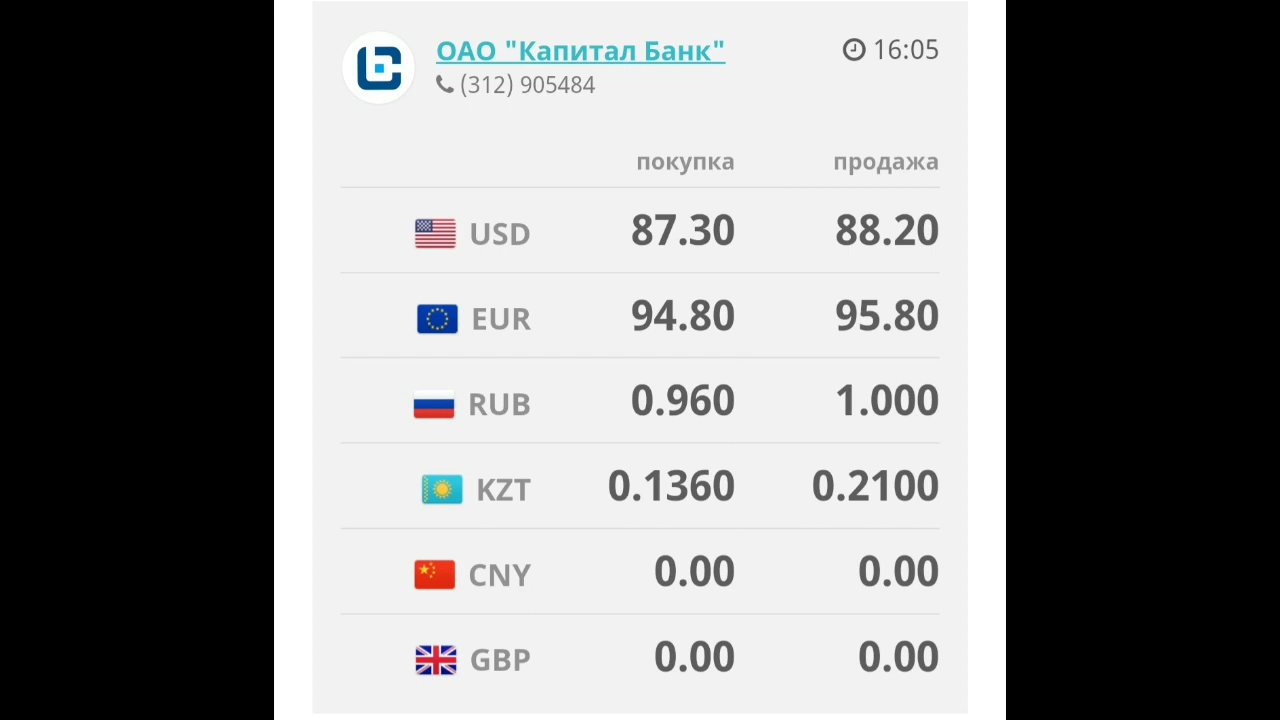 ОАО "Капитал Банк" 16:05
(312) 905484
покупка продажа
USD 87.30 88.20
EUR 94.80 95.80
RUB 0.960 1.000
KZT 0.1360 0.2100
CNY 0.00 0.00
GBP 0.00 0.00